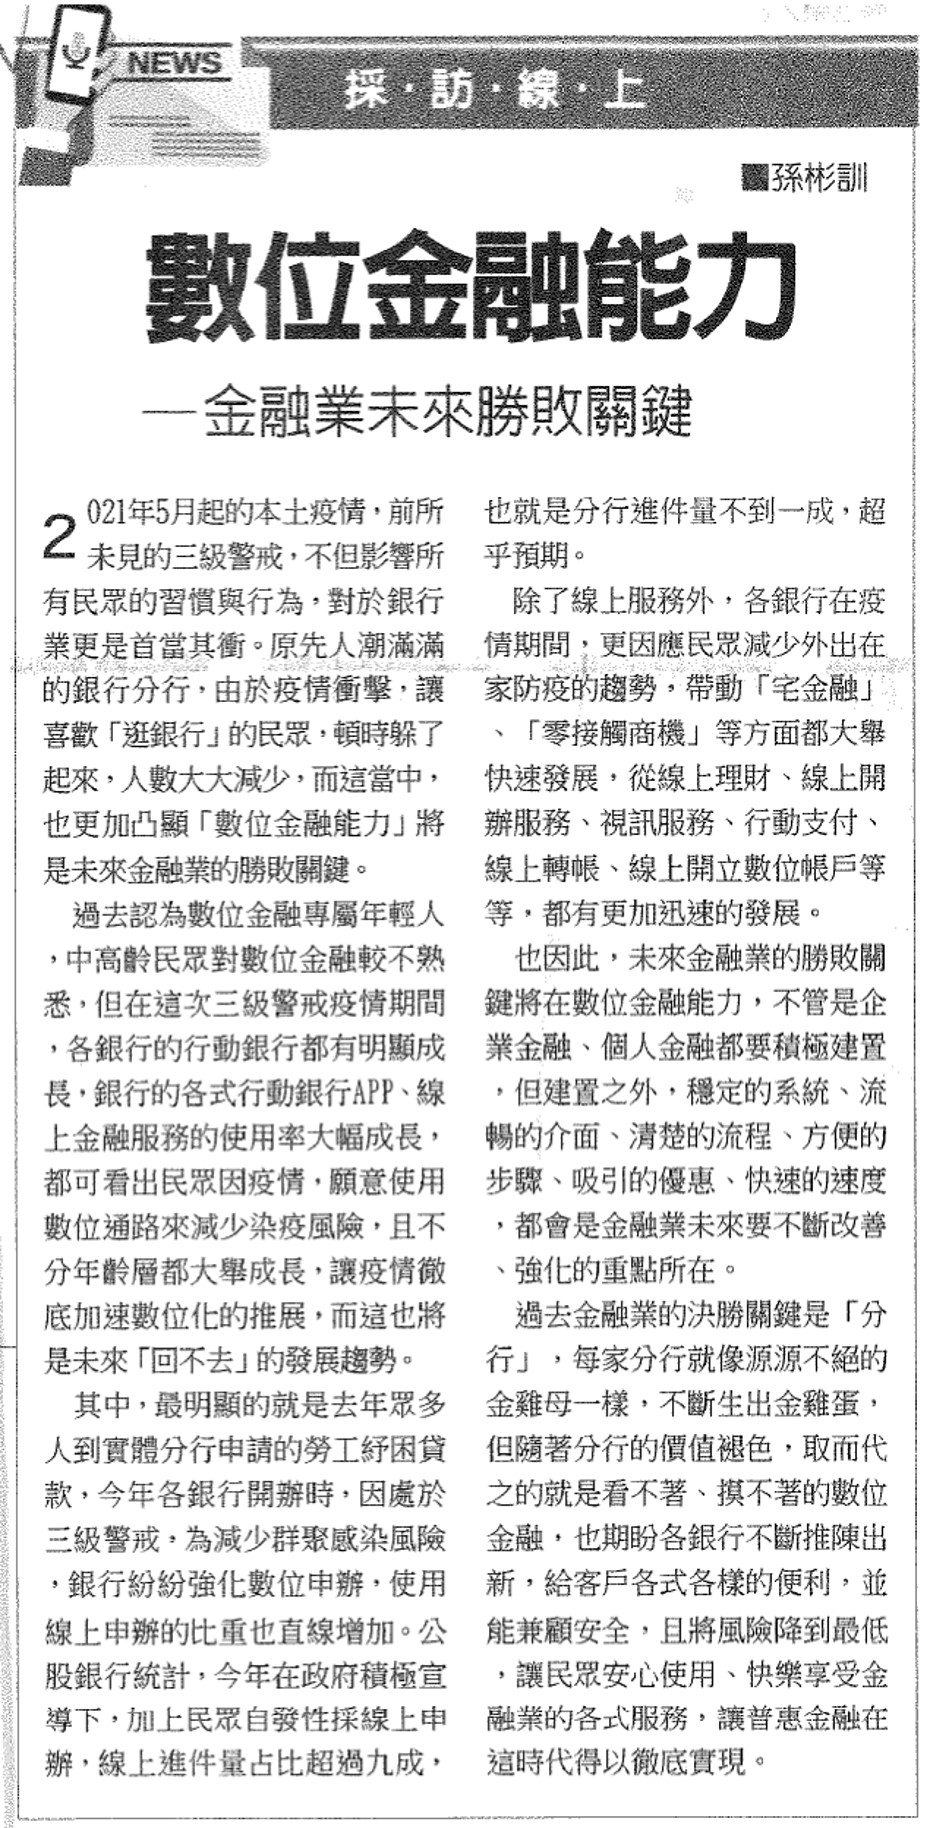 NEWS
採·訪·線·上
■孫彬訓
數位金融能力
—金融業未來勝敗關鍵
2021年5月起的本土疫情，前所
未見的三級警戒，不但影響所
有民眾的習慣與行為，對於銀行
業更是首當其衝。原先人潮滿滿
的銀行分行，由於疫情衝擊，讓
喜歡「逛銀行」的民眾，頓時躲了
起來，人數大大減少，而這當中，
也更加凸顯「數位金融能力」將
是未來金融業的勝敗關鍵。
過去認為數位金融專屬年輕人
，中高齡民眾對數位金融較不熟
悉，但在這次三級警戒疫情期間
，各銀行的行動銀行都有明顯成
長，銀行的各式行動銀行APP、線
上金融服務的使用率大幅成長，
都可看出民眾因疫情，願意使用
數位通路來減少染疫風險，且不
分年齡層都大舉成長，讓疫情徹
底加速數位化的推展，而這也將
是未來「回不去」的發展趨勢。
其中，最明顯的就是去年眾多
人到實體分行申請的勞工紓困貸
款，今年各銀行開辦時，因處於
三級警戒，為減少群聚感染風險
，銀行紛紛強化數位申辦，使用
線上申辦的比重也直線增加。公
股銀行統計，今年在政府積極宣
導下，加上民眾自發性採線上申
辦，線上進件量占比超過九成，
也就是分行進件量不到一成，超
乎預期。
除了線上服務外，各銀行在疫
情期間，更因應民眾減少外出在
家防疫的趨勢，帶動「宅金融」
、「零接觸商機」等方面都大舉
快速發展，從線上理財、線上開
辦服務、視訊服務、行動支付、
線上轉帳、線上開立數位帳戶等
等，都有更加迅速的發展。
也因此，未來金融業的勝敗關
鍵將在數位金融能力，不管是企
業金融、個人金融都要積極建置
，但建置之外，穩定的系統、流
暢的介面、清楚的流程、方便的
步驟、吸引的優惠、快速的速度
，都會是金融業未來要不斷改善
、強化的重點所在。
過去金融業的決勝關鍵是「分
行」，每家分行就像源源不絕的
金雞母一樣，不斷生出金雞蛋，
但隨著分行的價值褪色，取而代
之的就是看不著、摸不著的數位
金融，也期盼各銀行不斷推陳出
新，給客戶各式各樣的便利，並
能兼顧安全，且將風險降到最低
，讓民眾安心使用、快樂享受金
融業的各式服務，讓普惠金融在
這時代得以徹底實現。